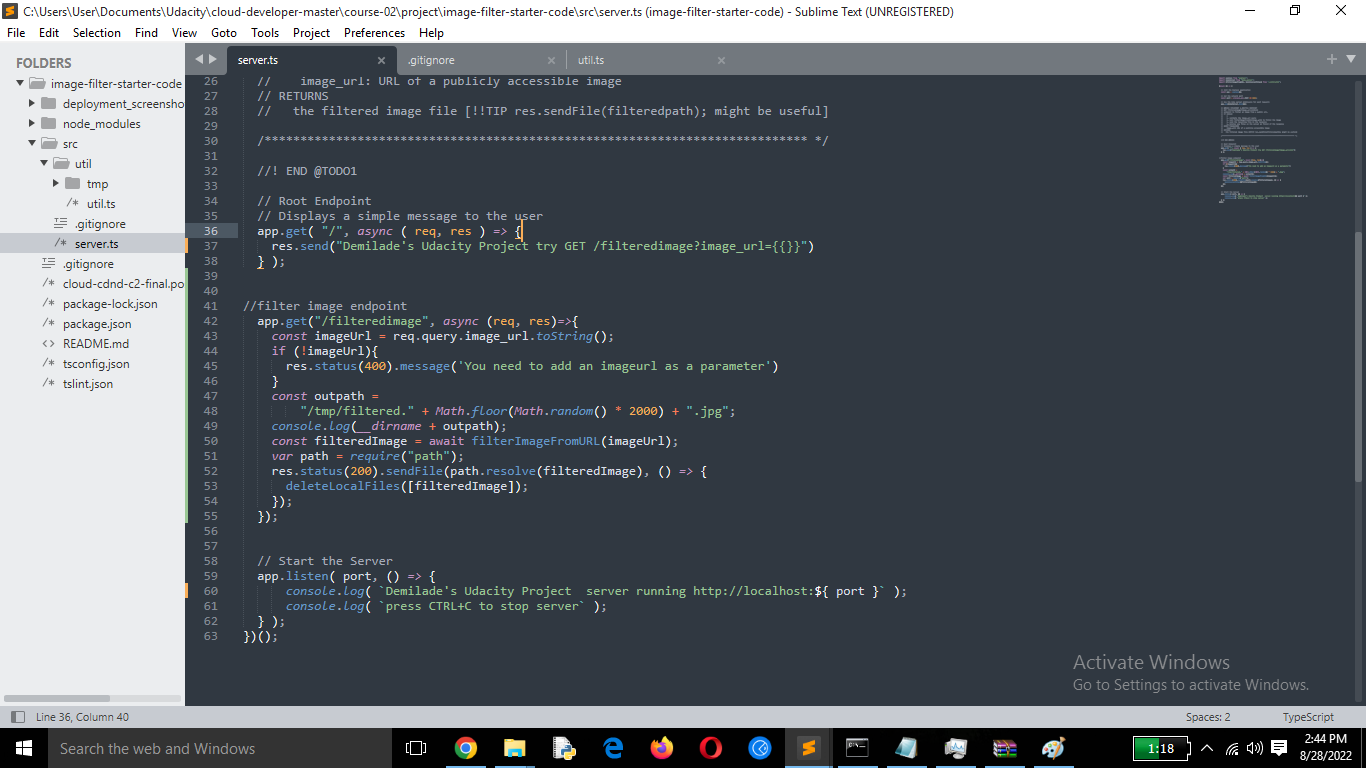 C:\Users\User\Documents\Udacity\cloud-developer-master\course-02\project\image-filter-starter-code\src\server.ts (image-filter-starter-code) - Sublime Text (UNREGISTERED)
File Edit Selection Find View Goto Tools Project Preferences Help
FOLDERS
image-filter-starter-code
deployment_screensho
node_modules
src
util
tmp
/* util.ts
.gitignore
/* server.ts
.gitignore
/* cloud-cdnd-c2-final.po
/* package-lock.json
/* package.json
<> README.md
/* tsconfig.json
/* tslint.json
server.ts × .gitignore × util.ts ×
26 //    image_url: URL of a publicly accessible image
27 // RETURNS
28 //   the filtered image file [!!TIP res.sendFile(filteredpath); might be useful]
29
30 /**************************************************************************** */
31
32 //! END @TODO1
33
34 // Root Endpoint
35 // Displays a simple message to the user
36 app.get( "/", async ( req, res ) => {
37   res.send("Demilade's Udacity Project try GET /filteredimage?image_url={{}}")
38 } );
39
40
41 //filter image endpoint
42   app.get("/filteredimage", async (req, res)=>{
43     const imageUrl = req.query.image_url.toString();
44     if (!imageUrl){
45       res.status(400).message('You need to add an imageurl as a parameter')
46     }
47     const outpath =
48         "/tmp/filtered." + Math.floor(Math.random() * 2000) + ".jpg";
49     console.log(__dirname + outpath);
50     const filteredImage = await filterImageFromURL(imageUrl);
51     var path = require("path");
52     res.status(200).sendFile(path.resolve(filteredImage), () => {
53       deleteLocalFiles([filteredImage]);
54     });
55   });
56
57
58   // Start the Server
59   app.listen( port, () => {
60       console.log( `Demilade's Udacity Project  server running http://localhost:${ port }` );
61       console.log( `press CTRL+C to stop server` );
62   } );
63 })();
Activate Windows
Go to Settings to activate Windows.
Line 36, Column 40
Spaces: 2
TypeScript
Search the web and Windows
1:18
2:44 PM
8/28/2022